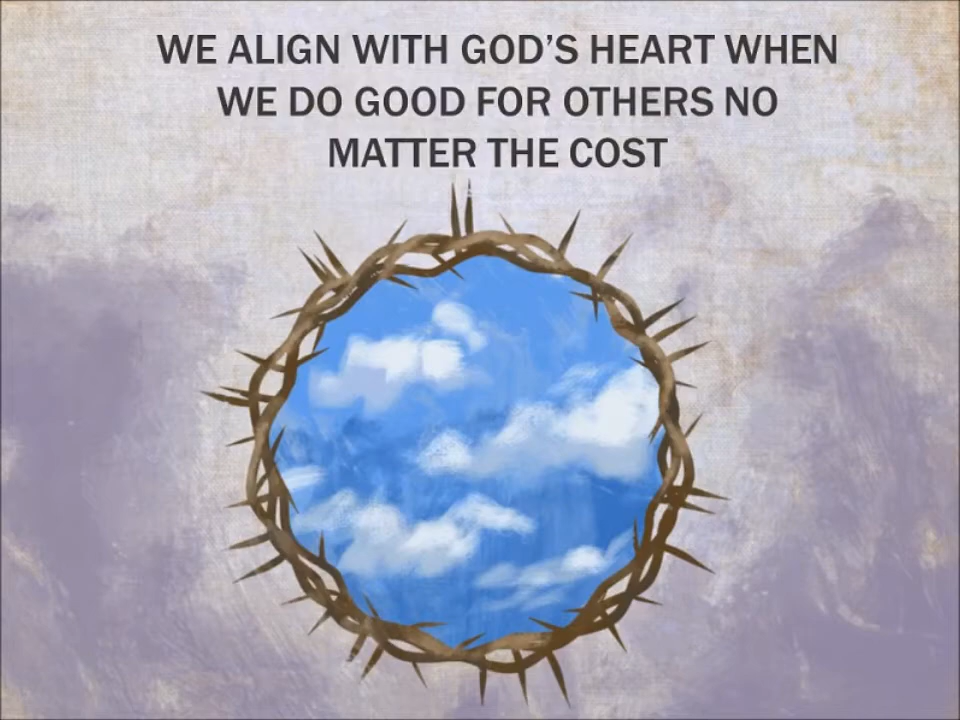 WE ALIGN WITH GOD’S HEART WHEN
WE DO GOOD FOR OTHERS NO
MATTER THE COST